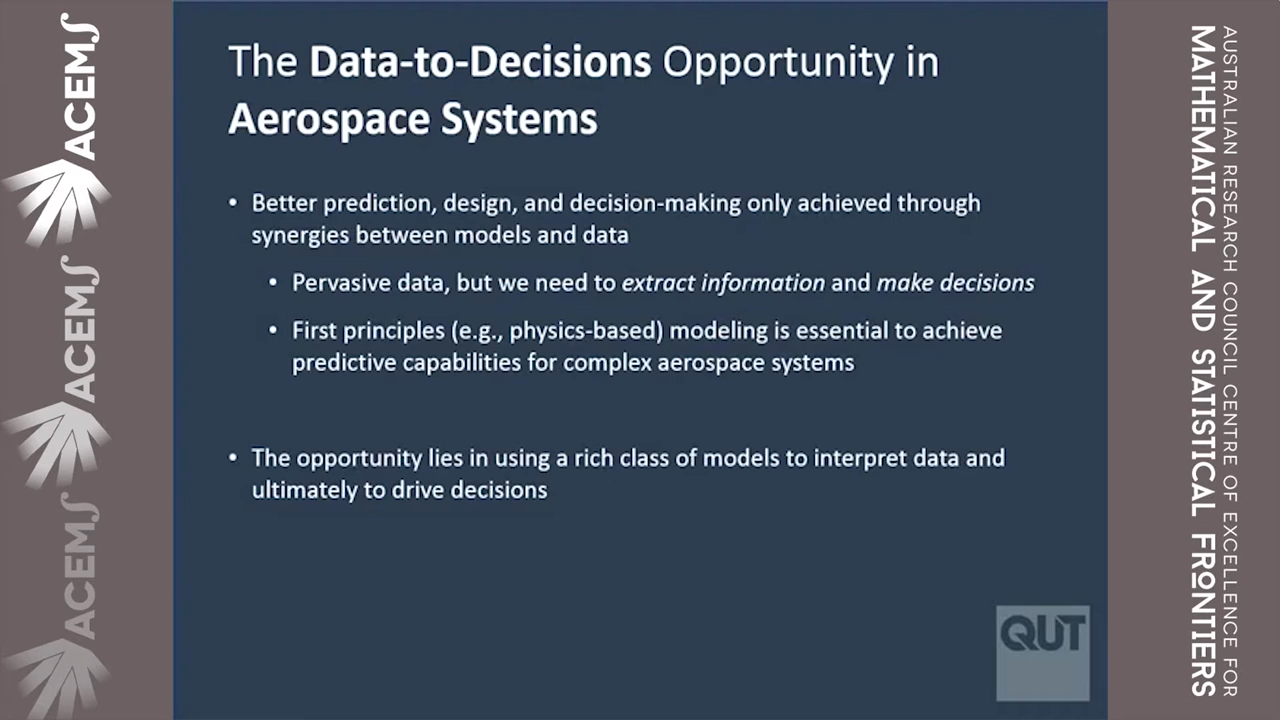 ACEMS
ACEMS
ACEMS
The Data-to-Decisions Opportunity in
Aerospace Systems
• Better prediction, design, and decision-making only achieved through
synergies between models and data
• Pervasive data, but we need to extract information and make decisions
• First principles (e.g., physics-based) modeling is essential to achieve
predictive capabilities for complex aerospace systems
• The opportunity lies in using a rich class of models to interpret data and
ultimately to drive decisions
QUT
AUSTRALIAN RESEARCH COUNCIL CENTRE OF EXCELLENCE FOR
MATHEMATICAL AND STATISTICAL FRONTIERS